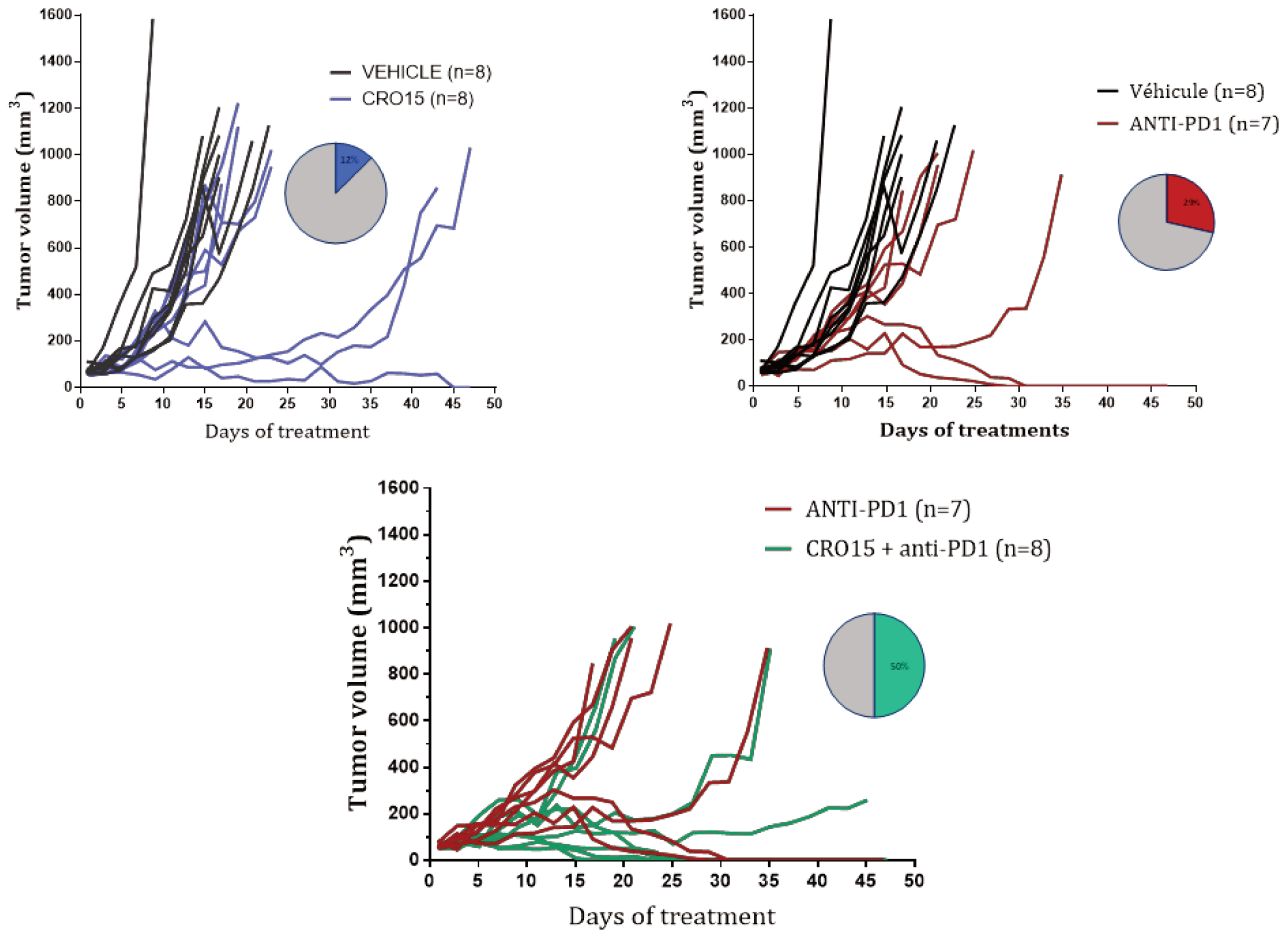 1600
1400
1200
1000
800
600
400
200
0
Tumor volume (mm³)
VEHICLE (n=8)
CRO15 (n=8)
12%
0 5 10 15 20 25 30 35 40 45 50
Days of treatment
1600
1400
1200
1000
800
600
400
200
0
Tumor volume (mm³)
Véhicule (n=8)
ANTI-PD1 (n=7)
29%
0 5 10 15 20 25 30 35 40 45 50
Days of treatments
1600
1400
1200
1000
800
600
400
200
0
Tumor volume (mm³)
ANTI-PD1 (n=7)
CRO15 + anti-PD1 (n=8)
50%
0 5 10 15 20 25 30 35 40 45 50
Days of treatment